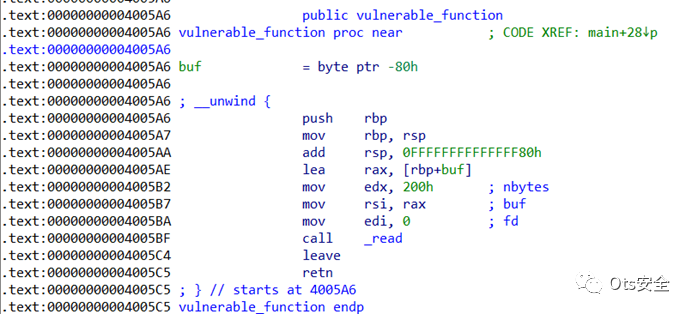 .text:00000000004005A6 public vulnerable_function
.text:00000000004005A6 vulnerable_function proc near ; CODE XREF: main+28↓p
.text:00000000004005A6
.text:00000000004005A6 buf = byte ptr -80h
.text:00000000004005A6
.text:00000000004005A6 ; __unwind {
.text:00000000004005A6 push rbp
.text:00000000004005A7 mov rbp, rsp
.text:00000000004005AA add rsp, 0FFFFFFFFFFFFFF80h
.text:00000000004005AE lea rax, [rbp+buf]
.text:00000000004005B2 mov edx, 200h ; nbytes
.text:00000000004005B7 mov rsi, rax ; buf
.text:00000000004005BA mov edi, 0 ; fd
.text:00000000004005BF call _read
.text:00000000004005C4 leave
.text:00000000004005C5 retn
.text:00000000004005C5 ; } // starts at 4005A6
.text:00000000004005C5 vulnerable_function endp
Ots安全